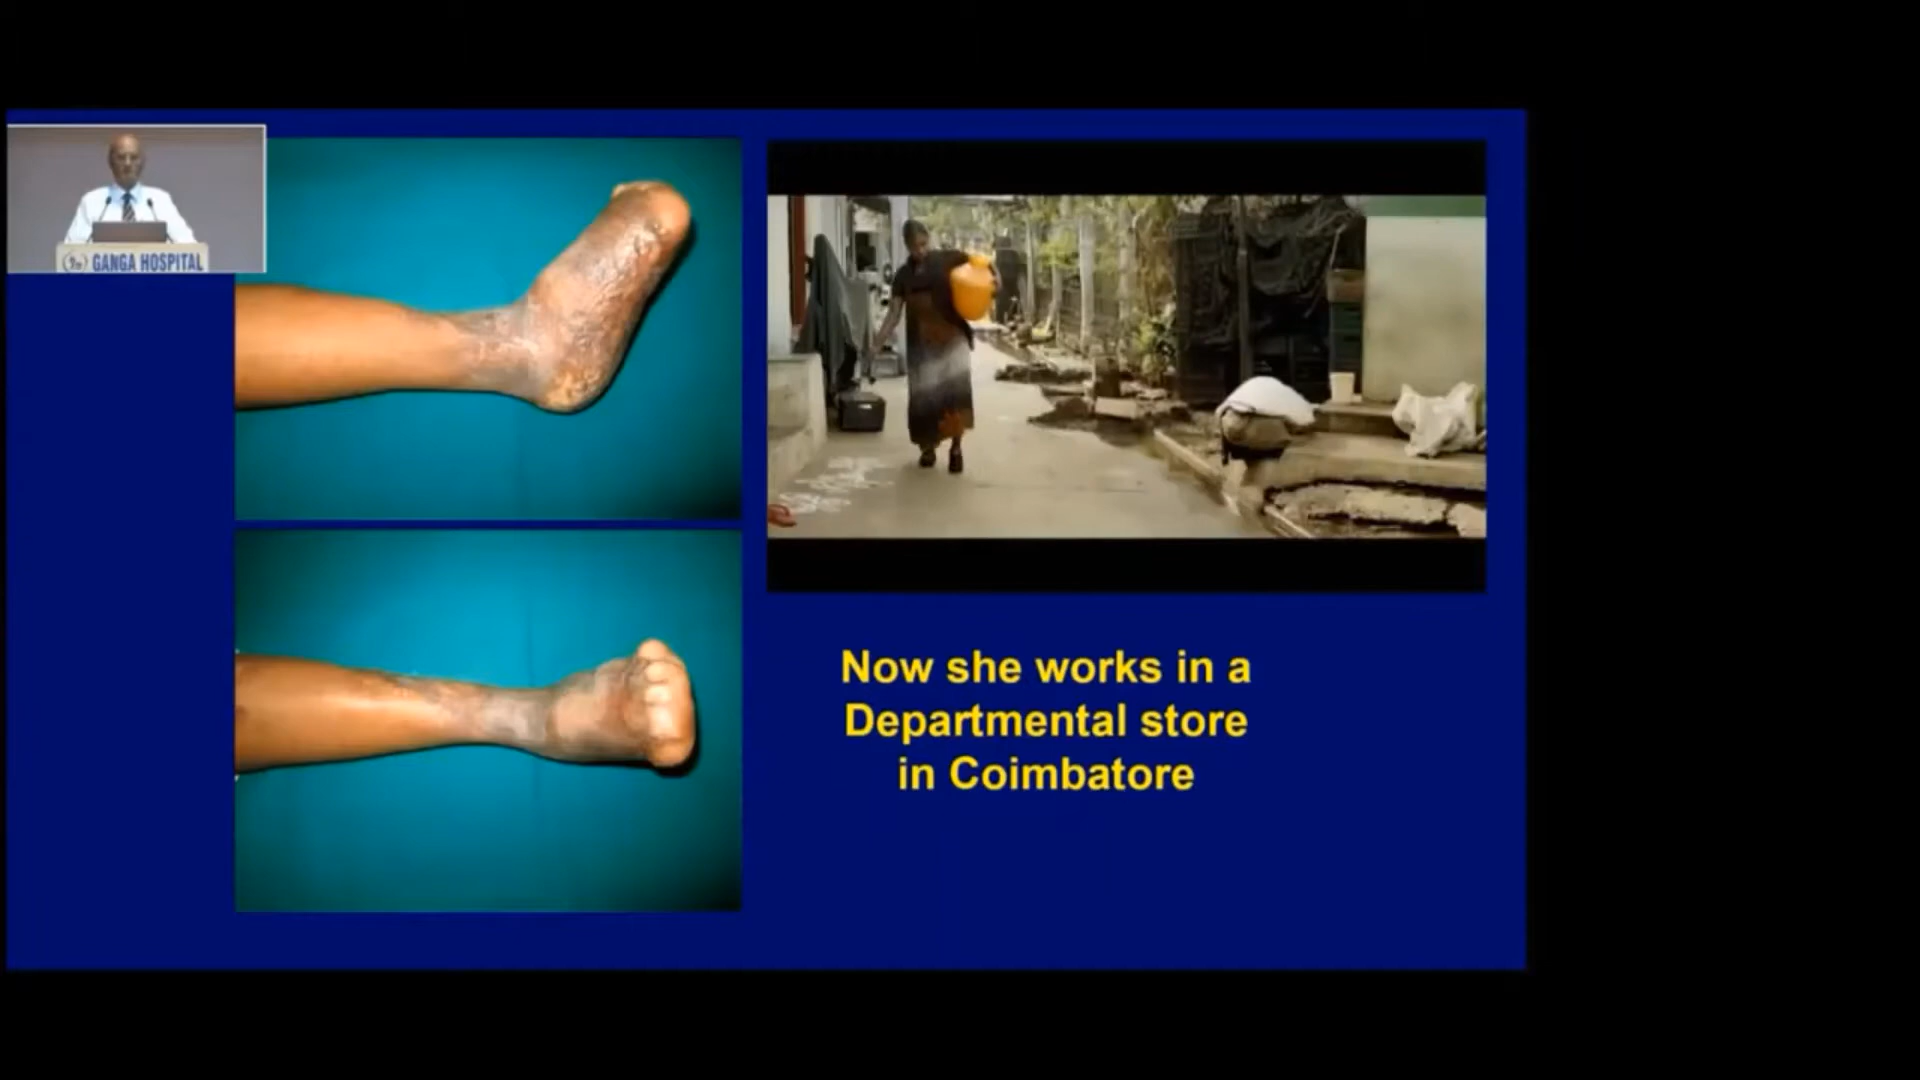 GANGA HOSPITAL
Now she works in a
Departmental store
in Coimbatore